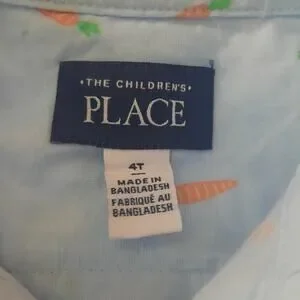 • THE CHILDREN'S •
PLACE
4T
MADE IN
BANGLADESH
FABRIQUÉ AU
BANGLADESH